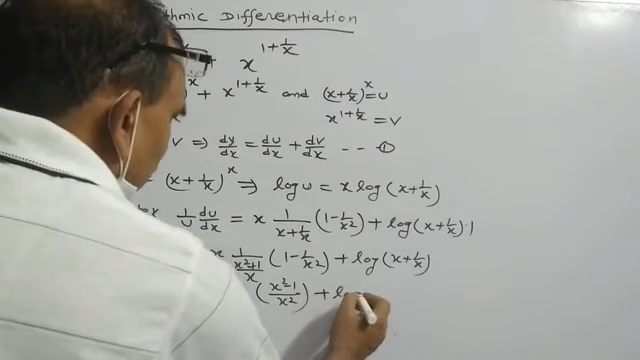 Differentiation
+ x^{1+1/x}
x + x^{1+1/x} and (x+1/x)^x = u
x^{1+1/x} = v
v ⇒ dy/dx = du/dx + dv/dx --- ①
(x+1/x)^x ⇒ log u = x log (x+1/x)
1/u du/dx = x 1/(x+1/x) (1-1/x2) + log (x+1/x).1
x 1/((x2+1)/x) (1-1/x2) + log (x+1/x)
((x2-1)/x2) + lo